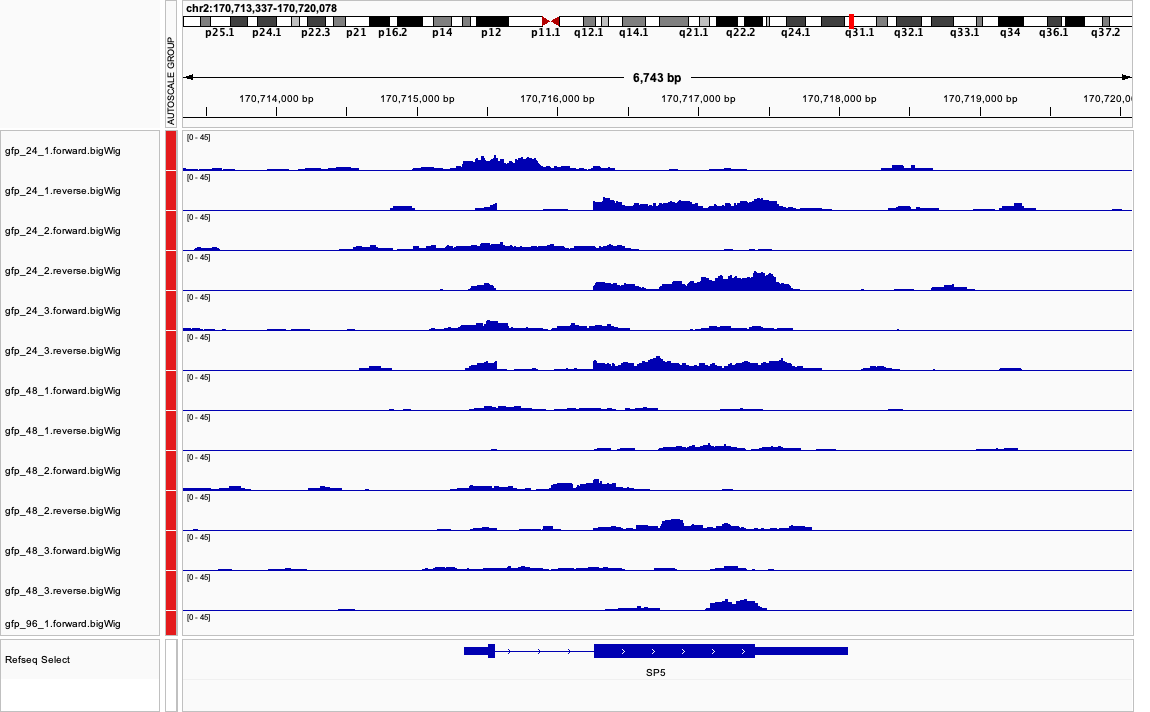 chr2:170,713,337-170,720,078
p25.1 p24.1 p22.3 p21 p16.2 p14 p12 p11.1 q12.1 q14.1 q21.1 q22.2 q24.1 q31.1 q32.1 q33.1 q34 q36.1 q37.2
AUTOSCALE GROUP
6,743 bp
170,714,000 bp 170,715,000 bp 170,716,000 bp 170,717,000 bp 170,718,000 bp 170,719,000 bp 170,720,0
gfp_24_1.forward.bigWig [0 - 45]
gfp_24_1.reverse.bigWig [0 - 45]
gfp_24_2.forward.bigWig [0 - 45]
gfp_24_2.reverse.bigWig [0 - 45]
gfp_24_3.forward.bigWig [0 - 45]
gfp_24_3.reverse.bigWig [0 - 45]
gfp_48_1.forward.bigWig [0 - 45]
gfp_48_1.reverse.bigWig [0 - 45]
gfp_48_2.forward.bigWig [0 - 45]
gfp_48_2.reverse.bigWig [0 - 45]
gfp_48_3.forward.bigWig [0 - 45]
gfp_48_3.reverse.bigWig [0 - 45]
gfp_96_1.forward.bigWig [0 - 45]
Refseq Select
SP5